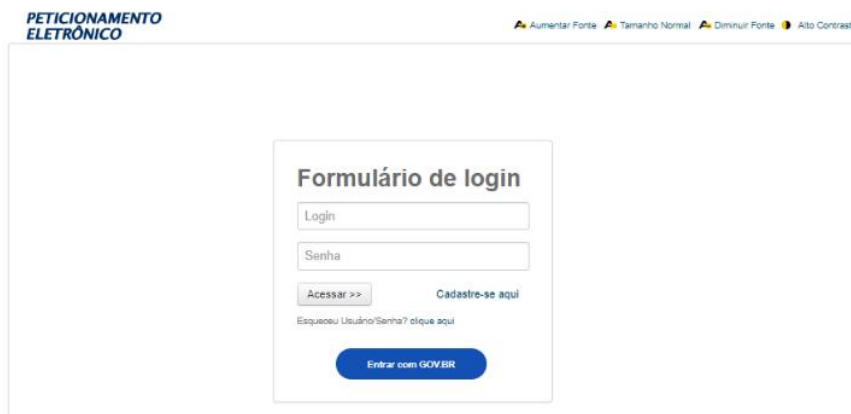 PETICIONAMENTO
ELETRÔNICO
Aumentar Fonte Tamanho Normal Diminuir Fonte Alto Contrast
Formulário de login
Login
Senha
Acessar >> Cadastre-se aqui
Esqueceu Usuário/Senha? clique aqui
Entrar com GOV.BR